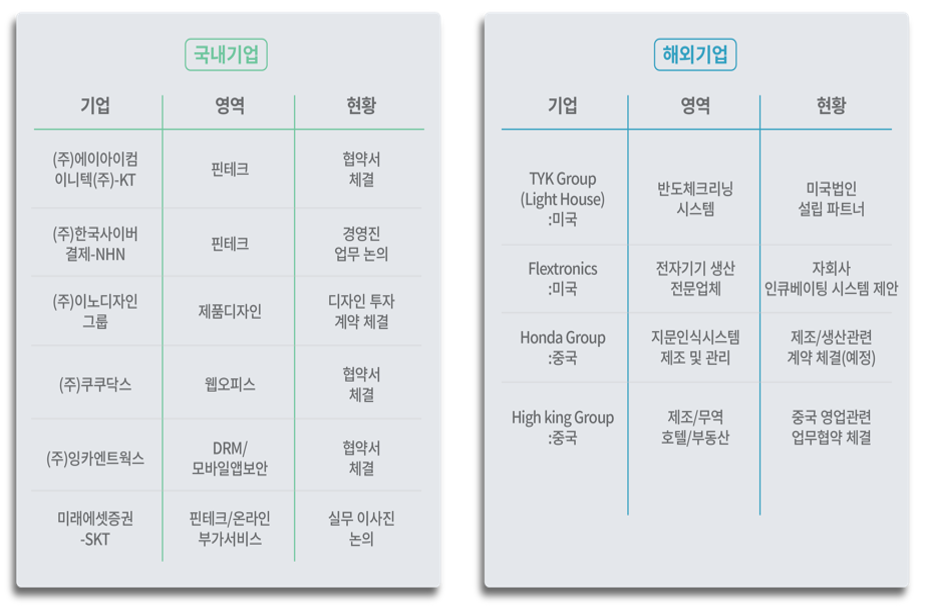 국내기업
기업 영역 현황
(주)에이아이컴
이니텍(주)-KT
핀테크
협약서
체결
(주)한국사이버
결제-NHN
핀테크
경영진
업무 논의
(주)이노디자인
그룹
제품디자인
디자인 투자
계약 체결
(주)쿠쿠닥스
웹오피스
협약서
체결
(주)잉카엔트웍스
DRM/
모바일앱보안
협약서
체결
미래에셋증권
-SKT
핀테크/온라인
부가서비스
실무 이사진
논의
해외기업
기업 영역 현황
TYK Group
(Light House)
:미국
반도체크리닝
시스템
미국법인
설립 파트너
Flextronics
:미국
전자기기 생산
전문업체
자회사
인큐베이팅 시스템 제안
Honda Group
:중국
지문인식시스템
제조 및 관리
제조/생산관련
계약 체결(예정)
High king Group
:중국
제조/무역
호텔/부동산
중국 영업관련
업무협약 체결